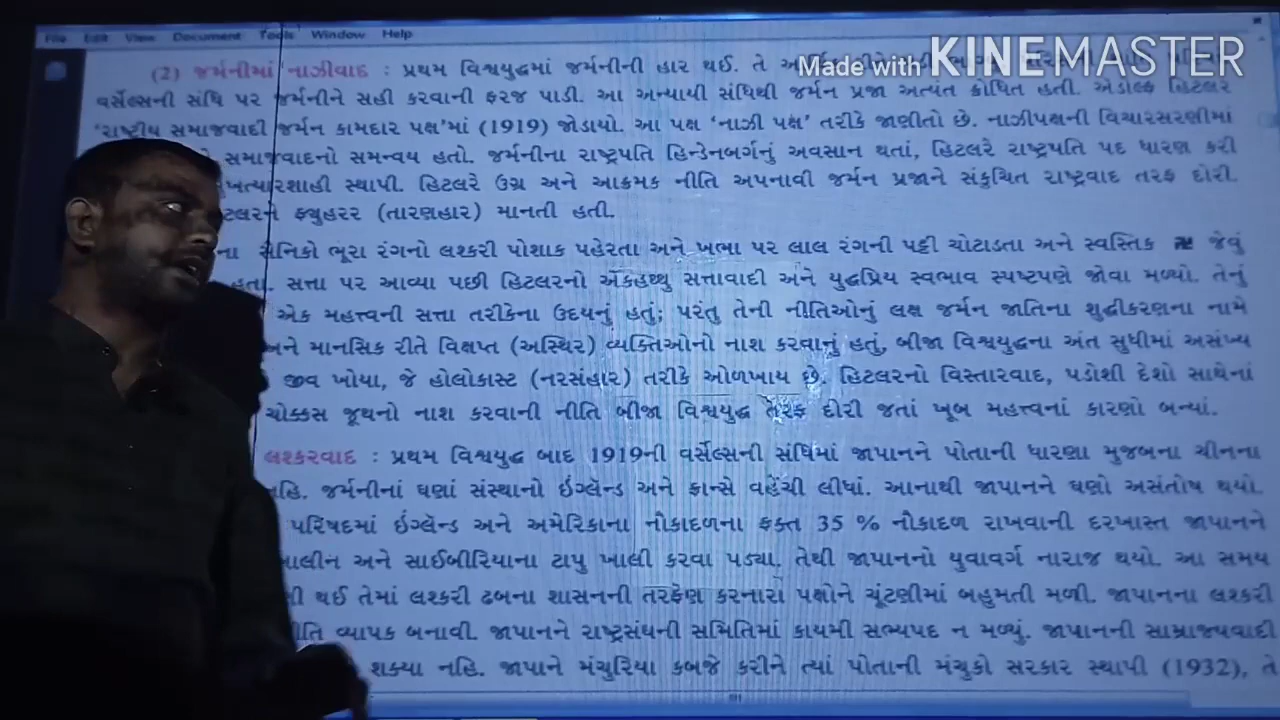 File Edit View Document Tools Window Help
Made with KINEMASTER
(2) જર્મનીમાં નાઝીવાદ : પ્રથમ વિશ્વયુદ્ધમાં જર્મનીની હાર થઈ. તે
વર્સેલ્સની સંધિ પર જર્મનીને સહી કરવાની ફરજ પાડી. આ અન્યાયી સંધિથી જર્મન પ્રજા અત્યંત ક્રોધિત હતી. એડોલ્ફ હિટલર
'રાષ્ટ્રીય સમાજવાદી જર્મન કામદાર પક્ષ'માં (1919) જોડાયો. આ પક્ષ 'નાઝી પક્ષ' તરીકે જાણીતો છે. નાઝીપક્ષની વિચારસરણીમાં
સમાજવાદનો સમન્વય હતો. જર્મનીના રાષ્ટ્રપતિ હિન્ડેનબર્ગનું અવસાન થતાં, હિટલરે રાષ્ટ્રપતિ પદ ધારણ કરી
ખત્યારશાહી સ્થાપી. હિટલરે ઉગ્ર અને આક્રમક નીતિ અપનાવી જર્મન પ્રજાને સંકુચિત રાષ્ટ્રવાદ તરફ દોરી.
ટલરને ફ્યુહરર (તારણહાર) માનતી હતી.
ના સૈનિકો ભૂરા રંગનો લશ્કરી પોશાક પહેરતા અને ખભા પર લાલ રંગની પટ્ટી ચોટાડતા અને સ્વસ્તિક જેવું
હતા. સત્તા પર આવ્યા પછી હિટલરનો એકહથ્થુ સત્તાવાદી અને યુદ્ધપ્રિય સ્વભાવ સ્પષ્ટપણે જોવા મળ્યો. તેનું
એક મહત્ત્વની સત્તા તરીકેના ઉદયનું હતું; પરંતુ તેની નીતિઓનું લક્ષ જર્મન જાતિના શુદ્ધીકરણના નામે
અને માનસિક રીતે વિક્ષિપ્ત (અસ્થિર) વ્યક્તિઓનો નાશ કરવાનું હતું, બીજા વિશ્વયુદ્ધના અંત સુધીમાં અસંખ્ય
જીવ ખોયા, જે હોલોકાસ્ટ (નરસંહાર) તરીકે ઓળખાય છે. હિટલરનો વિસ્તારવાદ, પડોશી દેશો સાથેનાં
ચોક્કસ જૂથનો નાશ કરવાની નીતિ બીજા વિશ્વયુદ્ધ તરફ દોરી જતાં ખૂબ મહત્ત્વનાં કારણો બન્યાં.
લશ્કરવાદ : પ્રથમ વિશ્વયુદ્ધ બાદ 1919ની વર્સેલ્સની સંધિમાં જાપાનને પોતાની ધારણા મુજબના ચીનના
નહિ. જર્મનીનાં ઘણાં સંસ્થાનો ઇંગ્લૅન્ડ અને ફ્રાન્સે વહેંચી લીધાં. આનાથી જાપાનને ઘણો અસંતોષ થયો.
પરિષદમાં ઇંગ્લૅન્ડ અને અમેરિકાના નૌકાદળના ફક્ત 35 % નૌકાદળ રાખવાની દરખાસ્ત જાપાનને
ાલીન અને સાઈબીરિયાના ટાપુ ખાલી કરવા પડ્યા. તેથી જાપાનનો યુવાવર્ગ નારાજ થયો. આ સમય
ી થઈ તેમાં લશ્કરી ઢબના શાસનની તરફેણ કરનારો પક્ષોને ચૂંટણીમાં બહુમતી મળી. જાપાનના લશ્કરી
ીતિ વ્યાપક બનાવી. જાપાનને રાષ્ટ્રસંઘની સમિતિમાં કાયમી સભ્યપદ ન મળ્યું. જાપાનની સામ્રાજ્યવાદી
શક્યા નહિ. જાપાને મંચુરિયા કબજે કરીને ત્યાં પોતાની મંચુકો સરકાર સ્થાપી (1932), તે